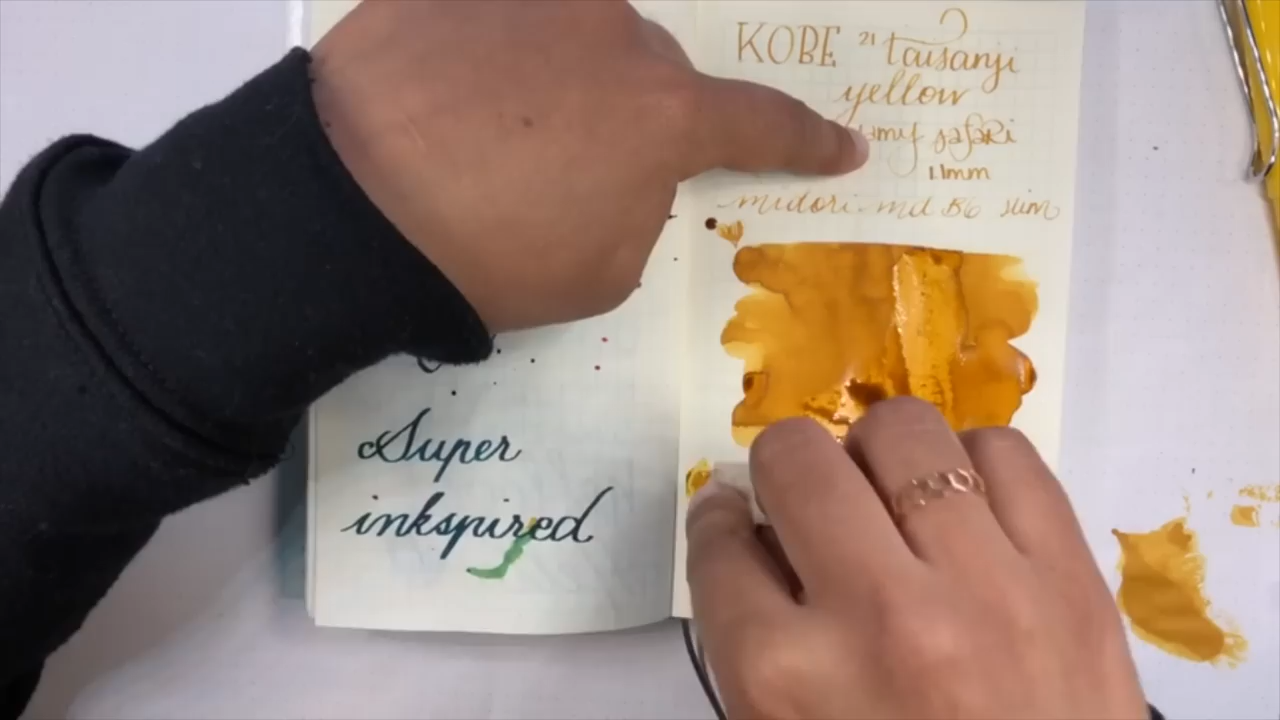 Super
inkspired
KOBE 21 taisanji
yellow
safari
1.1mm
midori md B6 slim